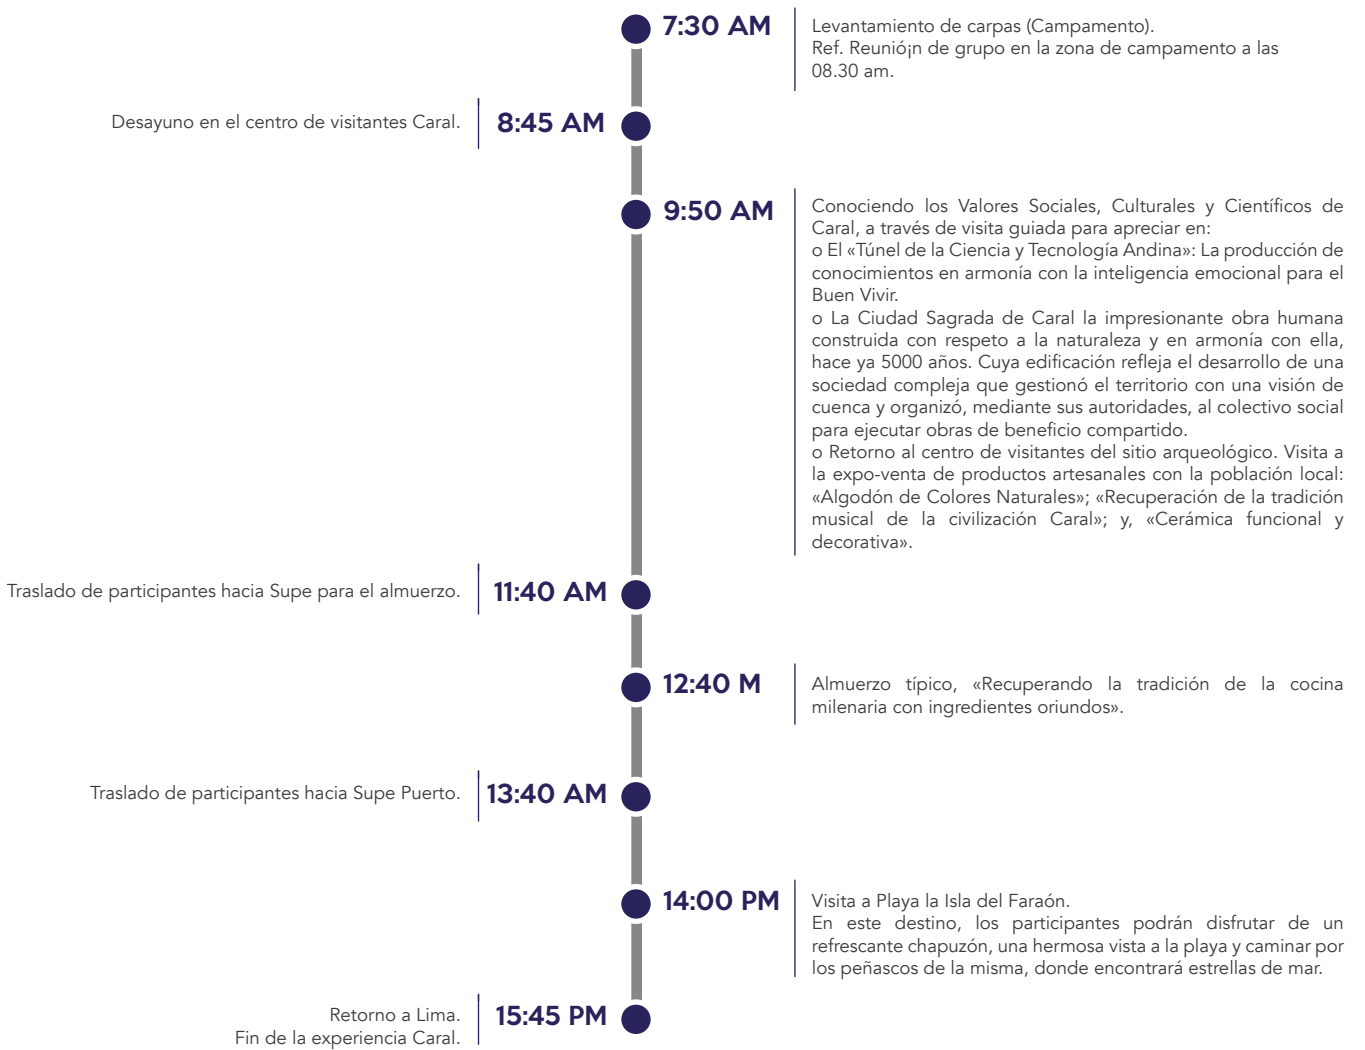 7:30 AM
Levantamiento de carpas (Campamento).
Ref. Reunió¡n de grupo en la zona de campamento a las
08.30 am.
Desayuno en el centro de visitantes Caral.
8:45 AM
9:50 AM
Conociendo los Valores Sociales, Culturales y Científicos de
Caral, a través de visita guiada para apreciar en:
o El «Túnel de la Ciencia y Tecnología Andina»: La producción de
conocimientos en armonía con la inteligencia emocional para el
Buen Vivir.
o La Ciudad Sagrada de Caral la impresionante obra humana
construida con respeto a la naturaleza y en armonía con ella,
hace ya 5000 años. Cuya edificación refleja el desarrollo de una
sociedad compleja que gestionó el territorio con una visión de
cuenca y organizó, mediante sus autoridades, al colectivo social
para ejecutar obras de beneficio compartido.
o Retorno al centro de visitantes del sitio arqueológico. Visita a
la expo-venta de productos artesanales con la población local:
«Algodón de Colores Naturales»; «Recuperación de la tradición
musical de la civilización Caral»; y, «Cerámica funcional y
decorativa».
Traslado de participantes hacia Supe para el almuerzo.
11:40 AM
12:40 M
Almuerzo típico, «Recuperando la tradición de la cocina
milenaria con ingredientes oriundos».
Traslado de participantes hacia Supe Puerto.
13:40 AM
14:00 PM
Visita a Playa la Isla del Faraón.
En este destino, los participantes podrán disfrutar de un
refrescante chapuzón, una hermosa vista a la playa y caminar por
los peñascos de la misma, donde encontrará estrellas de mar.
Retorno a Lima.
Fin de la experiencia Caral.
15:45 PM